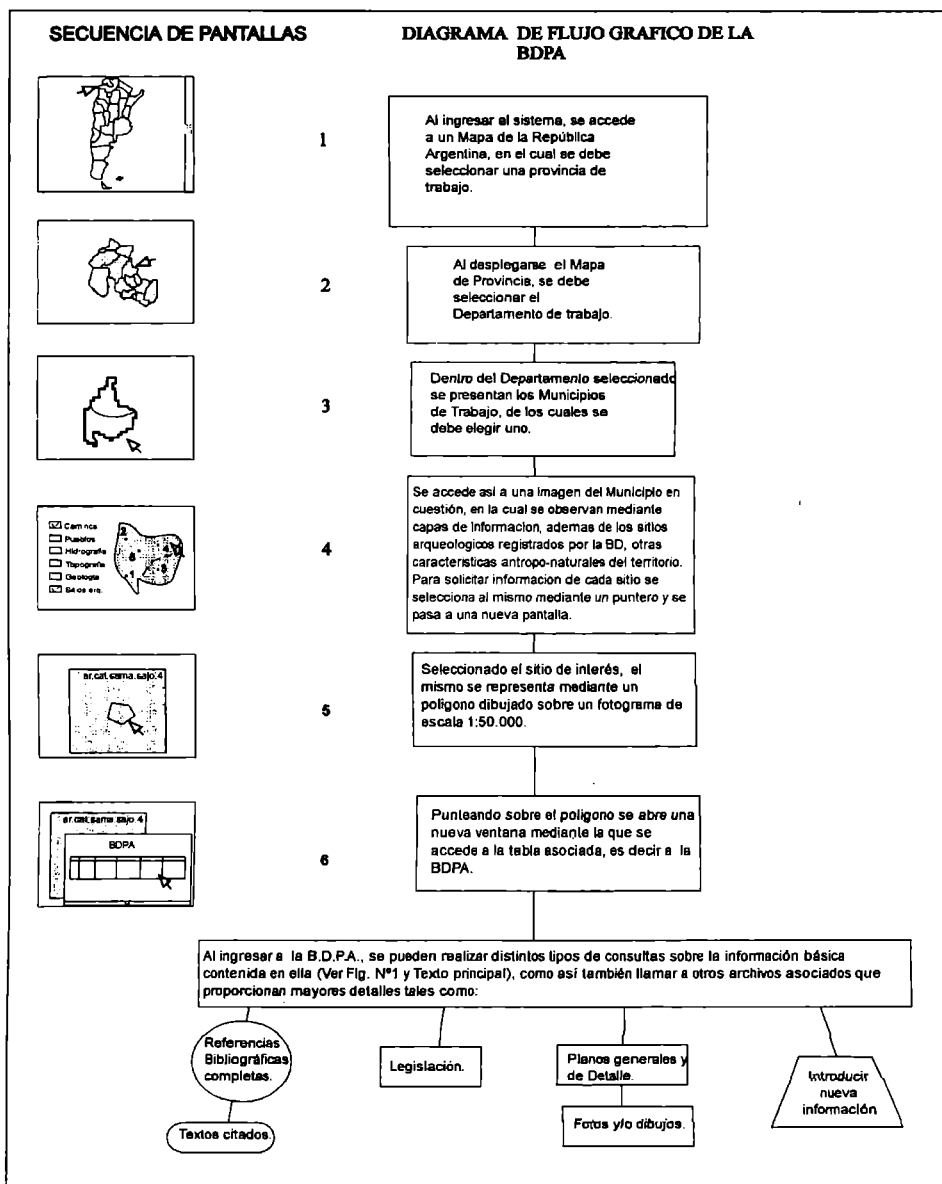 SECUENCIA DE PANTALLAS
DIAGRAMA DE FLUJO GRAFICO DE LA
BDPA
1
Al ingresar al sistema, se accede
a un Mapa de la República
Argentina, en el cual se debe
seleccionar una provincia de
trabajo.
2
Al desplegarse el Mapa
de Provincia, se debe
seleccionar el
Departamento de trabajo.
3
Dentro del Departamento seleccionado
se presentan los Municipios
de Trabajo, de los cuales se
debe elegir uno.
Caminos
Pueblos
Hidrografía
Topografía
Geología
Sitios arq.
2
4
1
4
Se accede asi a una imagen del Municipio en
cuestión, en la cual se observan mediante
capas de informacion, ademas de los sitios
arqueologicos registrados por la BD, otras
caracteristicas antropo-naturales del territorio.
Para solicitar informacion de cada sitio se
selecciona al mismo mediante un puntero y se
pasa a una nueva pantalla.
ar.cat.sama.sajo.4
5
Seleccionado el sitio de interés, el
mismo se representa mediante un
polígono dibujado sobre un fotograma de
escala 1:50.000.
ar.cat.sama.sajo.4
BDPA
6
Punteando sobre el polígono se abre una
nueva ventana mediante la que se
accede a la tabla asociada, es decir a la
BDPA.
Al ingresar a la B.D.P.A., se pueden realizar distintos tipos de consultas sobre la información básica
contenida en ella (Ver Fig. Nº1 y Texto principal), como así también llamar a otros archivos asociados que
proporcionan mayores detalles tales como:
Referencias
Bibliográficas
completas.
Textos citados.
Legislación.
Planos generales y
de Detalle.
Fotos y/o dibujos.
Introducir
nueva
información